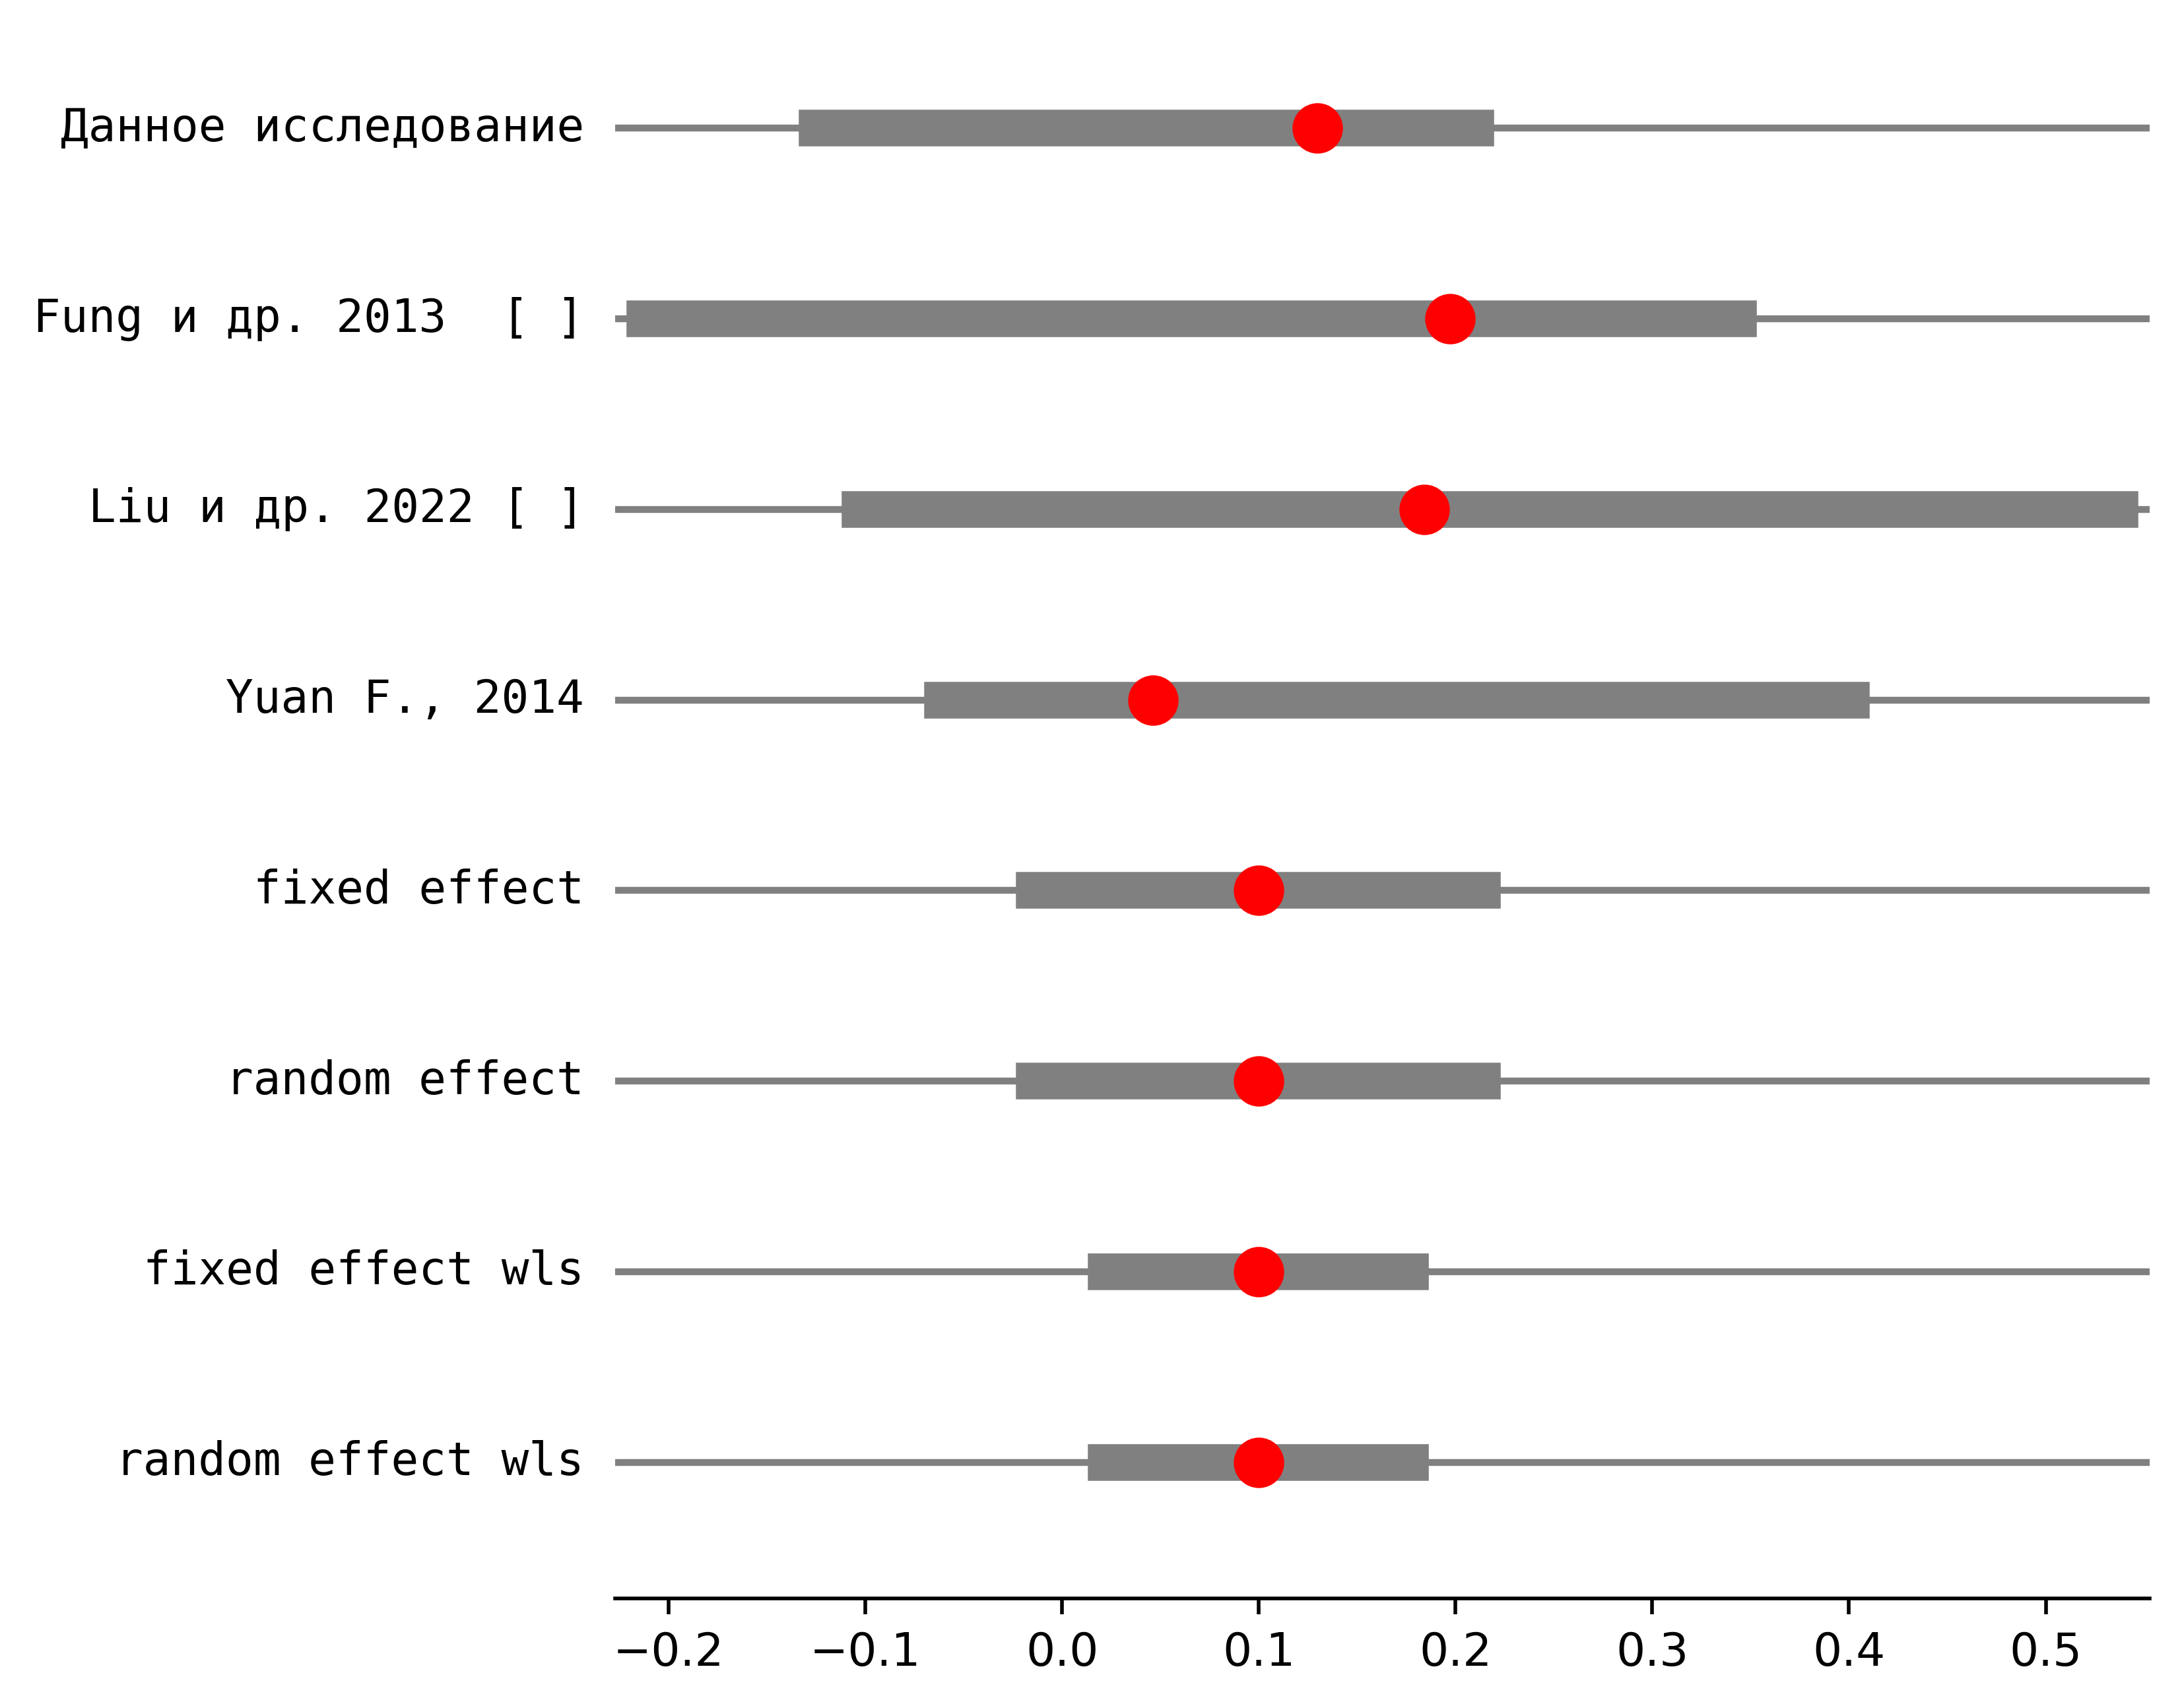 Данное исследование
Fung и др. 2013  [ ]
Liu и др. 2022 [ ]
Yuan F., 2014
fixed effect
random effect
fixed effect wls
random effect wls
−0.2 −0.1 0.0 0.1 0.2 0.3 0.4 0.5